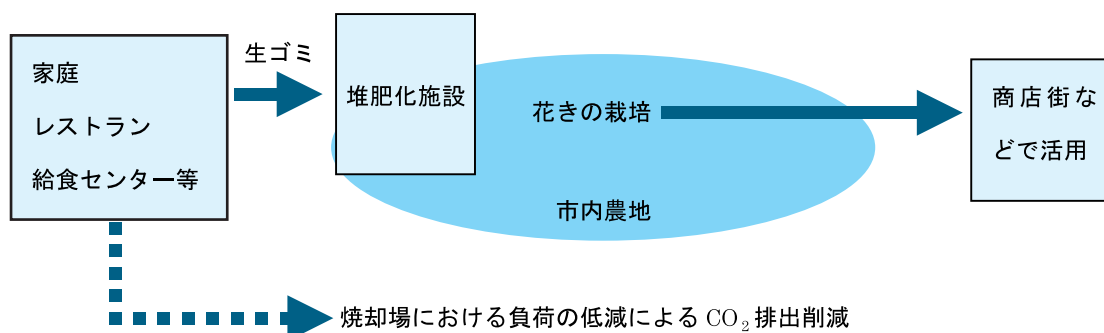 家庭
レストラン
給食センター等
生ゴミ
堆肥化施設
花きの栽培
市内農地
商店街な
どで活用
焼却場における負荷の低減による CO₂ 排出削減